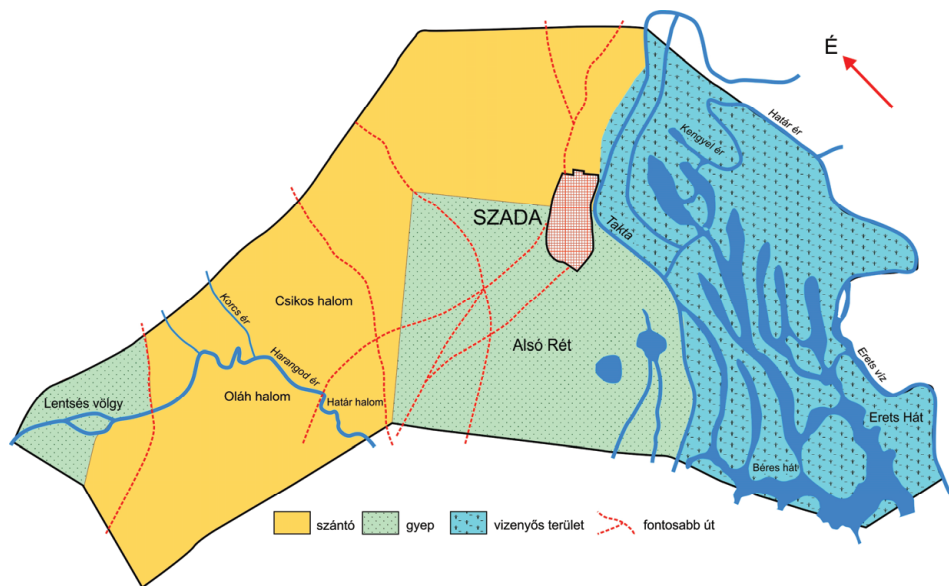 É
Határ ér
Kengyel ér
SZADA
Takta
Csikos halom
Korcs ér
Harangod ér
Alsó Rét
Erets víz
Lentsés völgy
Oláh halom
Határ halom
Erets Hát
Béres hát
szántó
gyep
vizenyős terület
fontosabb út